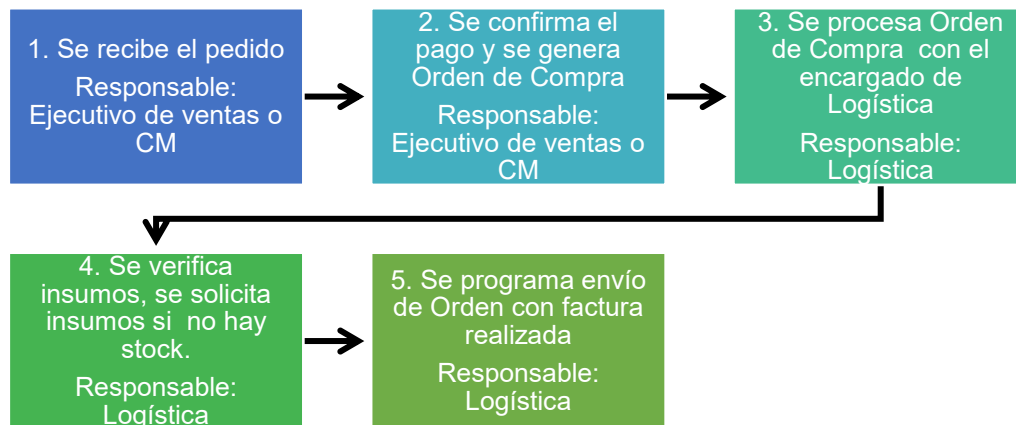 1. Se recibe el pedido
Responsable:
Ejecutivo de ventas o
CM
2. Se confirma el
pago y se genera
Orden de Compra
Responsable:
Ejecutivo de ventas o
CM
3. Se procesa Orden
de Compra  con el
encargado de
Logística
Responsable:
Logística
4. Se verifica
insumos, se solicita
insumos si  no hay
stock.
Responsable:
Logística
5. Se programa envío
de Orden con factura
realizada
Responsable:
Logística